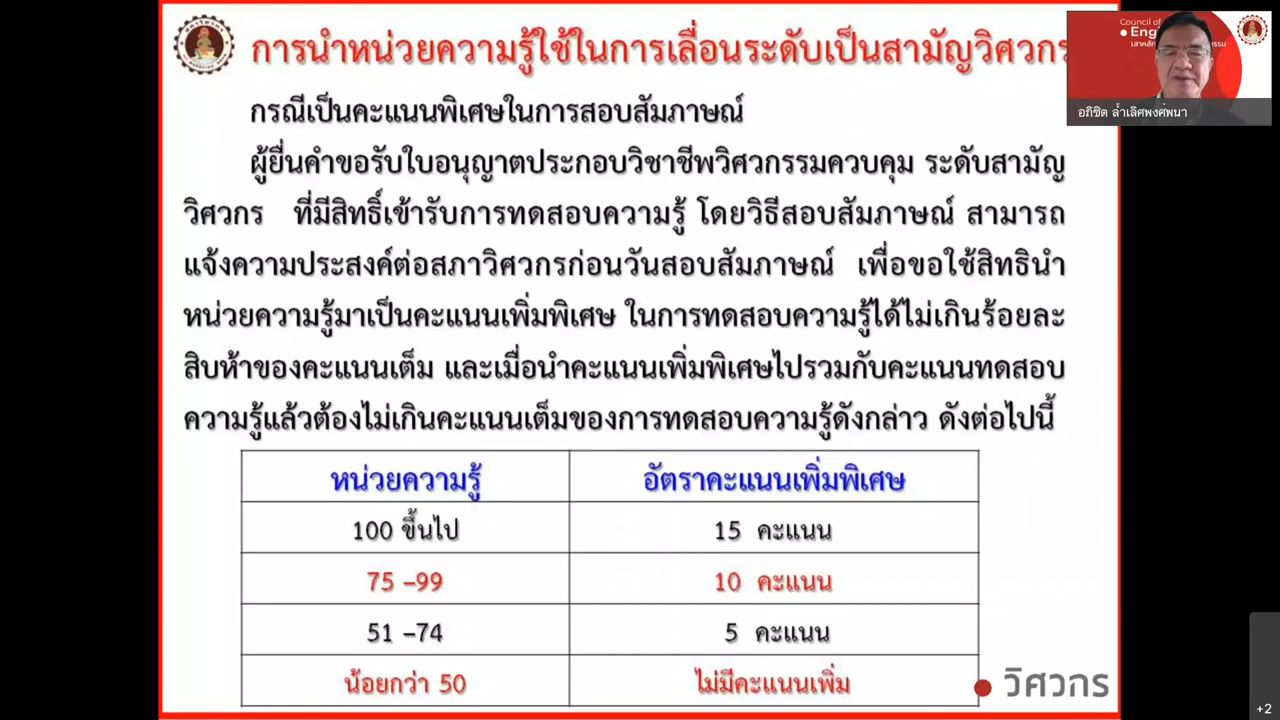 การนำหน่วยความรู้ใช้ในการเลื่อนระดับเป็นสามัญวิศวกร
กรณีเป็นคะแนนพิเศษในการสอบสัมภาษณ์
ผู้ยื่นคำขอรับใบอนุญาตประกอบวิชาชีพวิศวกรรมควบคุม ระดับสามัญ
วิศวกร ที่มีสิทธิ์เข้ารับการทดสอบความรู้ โดยวิธีสอบสัมภาษณ์ สามารถ
แจ้งความประสงค์ต่อสภาวิศวกรก่อนวันสอบสัมภาษณ์ เพื่อขอใช้สิทธินำ
หน่วยความรู้มาเป็นคะแนนเพิ่มพิเศษ ในการทดสอบความรู้ได้ไม่เกินร้อยละ
สิบห้าของคะแนนเต็ม และเมื่อนำคะแนนเพิ่มพิเศษไปรวมกับคะแนนทดสอบ
ความรู้แล้วต้องไม่เกินคะแนนเต็มของการทดสอบความรู้ดังกล่าว ดังต่อไปนี้
หน่วยความรู้ อัตราคะแนนเพิ่มพิเศษ
100 ขึ้นไป 15 คะแนน
75 –99 10 คะแนน
51 –74 5 คะแนน
น้อยกว่า 50 ไม่มีคะแนนเพิ่ม
วิศวกร
Council of
Eng
อภิชิต ล้ำเลิศพงศ์พนา
+2